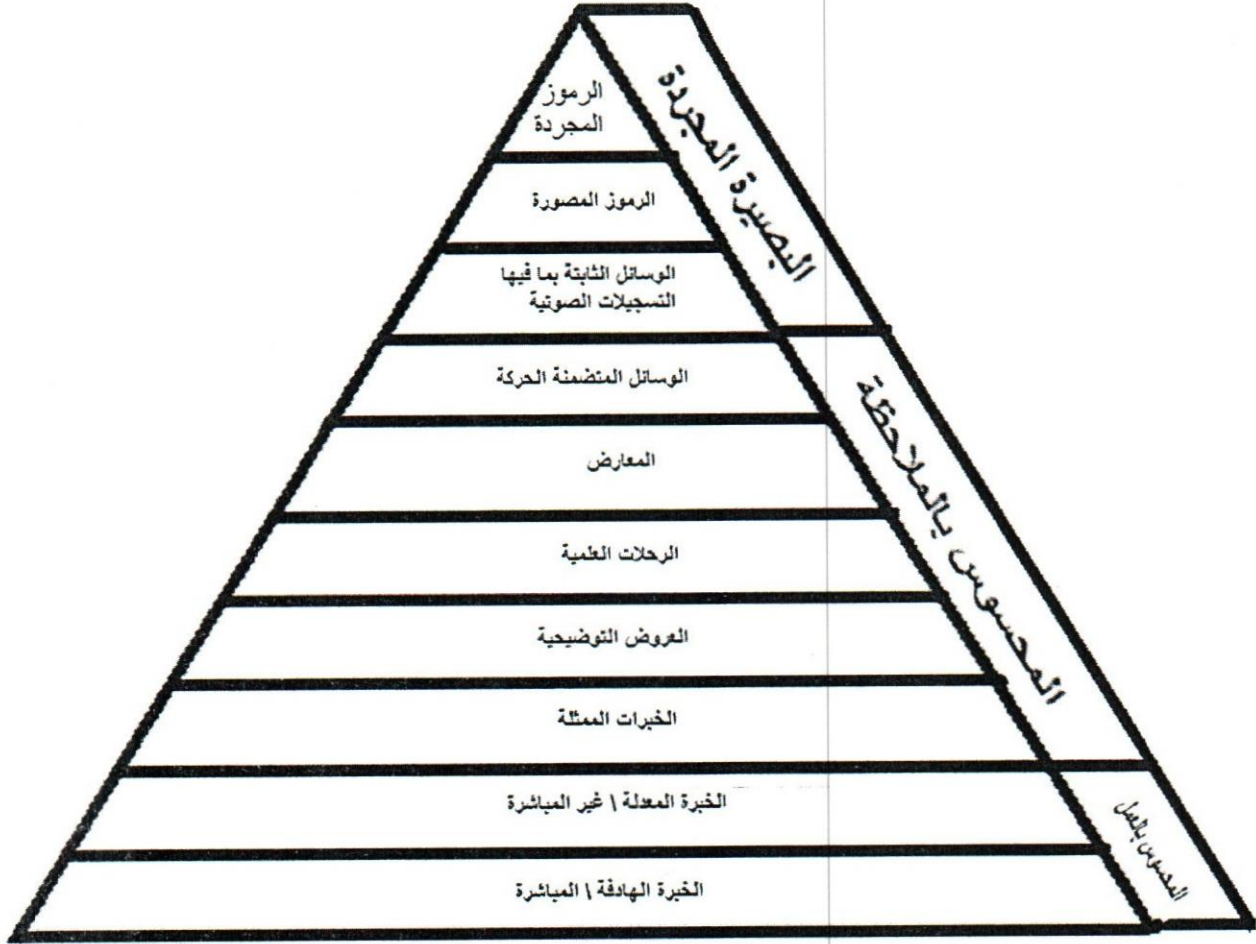 الرموز
المجردة
الرموز المصورة
الوسائل الثابتة بما فيها
التسجيلات الصوتية
الوسائل المتضمنة الحركة
المعارض
الرحلات العلمية
العروض التوضيحية
الخبرات الممثلة
الخبرة المعدلة \ غير المباشرة
الخبرة الهادفة \ المباشرة
البصيرة المجردة
المحسوس بالملاحظة
المحسوس بالعمل